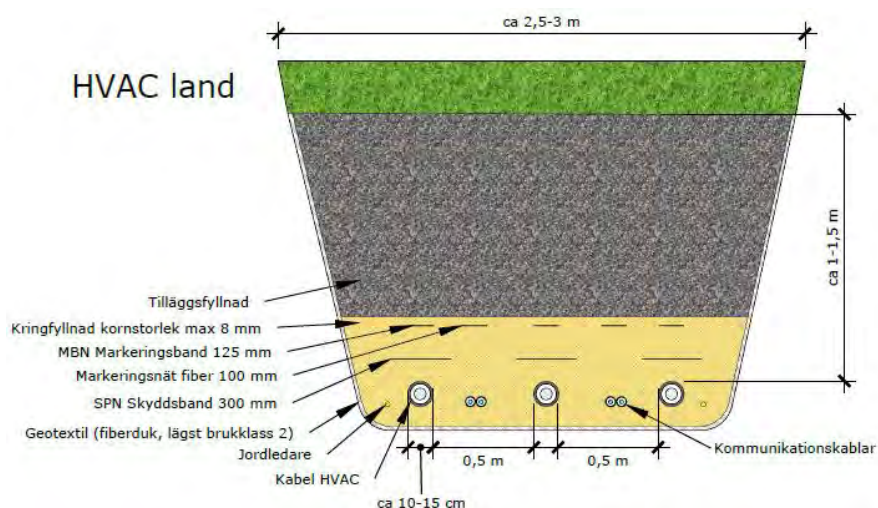 ca 2,5-3 m
HVAC land
ca 1-1,5 m
Tilläggsfyllnad
Kringfyllnad kornstorlek max 8 mm
MBN Markeringsband 125 mm
Markeringsnät fiber 100 mm
SPN Skyddsband 300 mm
Geotextil (fiberduk, lägst brukklass 2)
Jordledare
Kabel HVAC
0,5 m
0,5 m
Kommunikationskablar
ca 10-15 cm